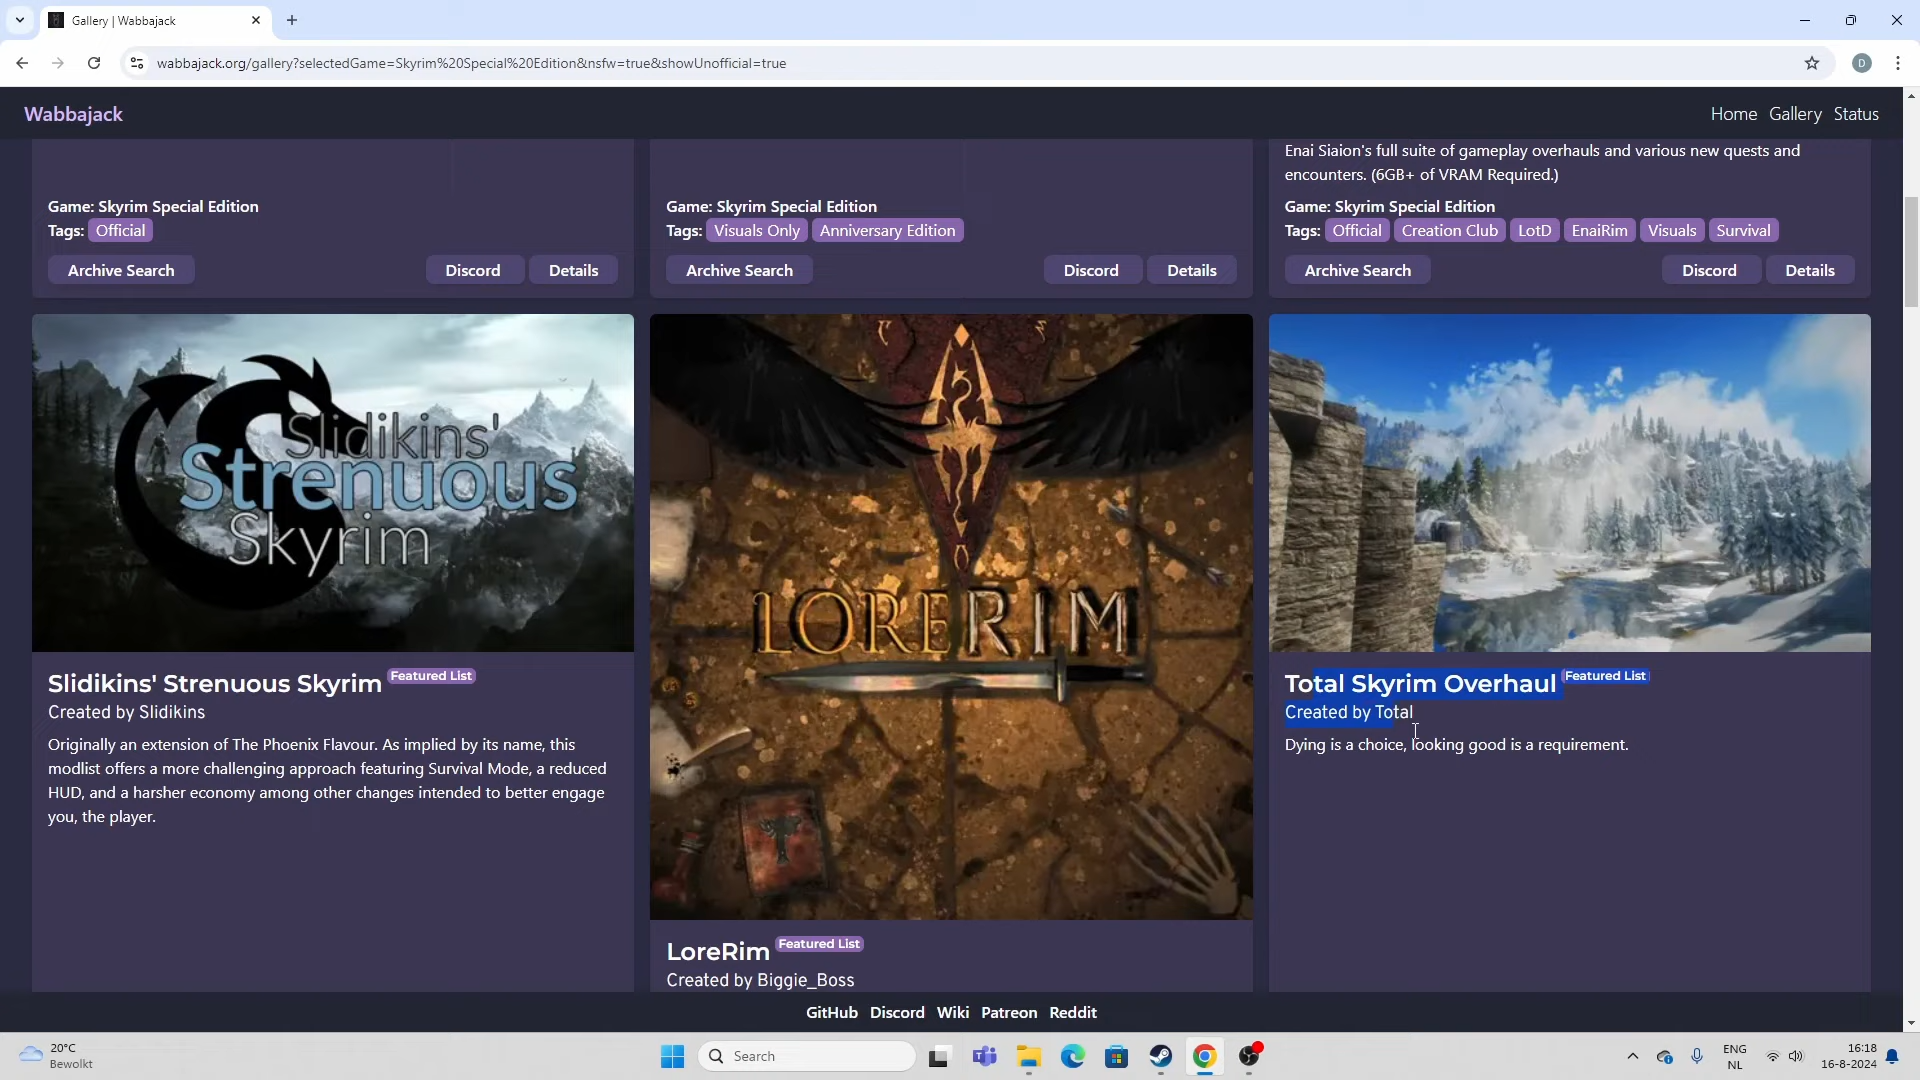 Gallery | Wabbajack
wabbajack.org/gallery?selectedGame=Skyrim%20Special%20Edition&nsfw=true&showUnofficial=true
D
Wabbajack
Home Gallery Status
Game: Skyrim Special Edition
Tags: Official
Archive Search Discord Details
Game: Skyrim Special Edition
Tags: Visuals Only Anniversary Edition
Archive Search Discord Details
Enai Siaion's full suite of gameplay overhauls and various new quests and
encounters. (6GB+ of VRAM Required.)
Game: Skyrim Special Edition
Tags: Official Creation Club LotD EnaiRim Visuals Survival
Archive Search Discord Details
Slidikins'
Strenuous
Skyrim
Slidikins' Strenuous Skyrim Featured List
Created by Slidikins
Originally an extension of The Phoenix Flavour. As implied by its name, this
modlist offers a more challenging approach featuring Survival Mode, a reduced
HUD, and a harsher economy among other changes intended to better engage
you, the player.
LORERIM
LoreRim Featured List
Created by Biggie_Boss
Total Skyrim Overhaul Featured List
Created by Total
Dying is a choice, looking good is a requirement.
GitHub Discord Wiki Patreon Reddit
20°C
Bewolkt
Search
ENG
NL
16:18
16-8-2024